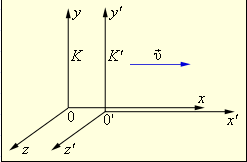 y y′
K K′ v⃗
x
0 0′ x′
z z′